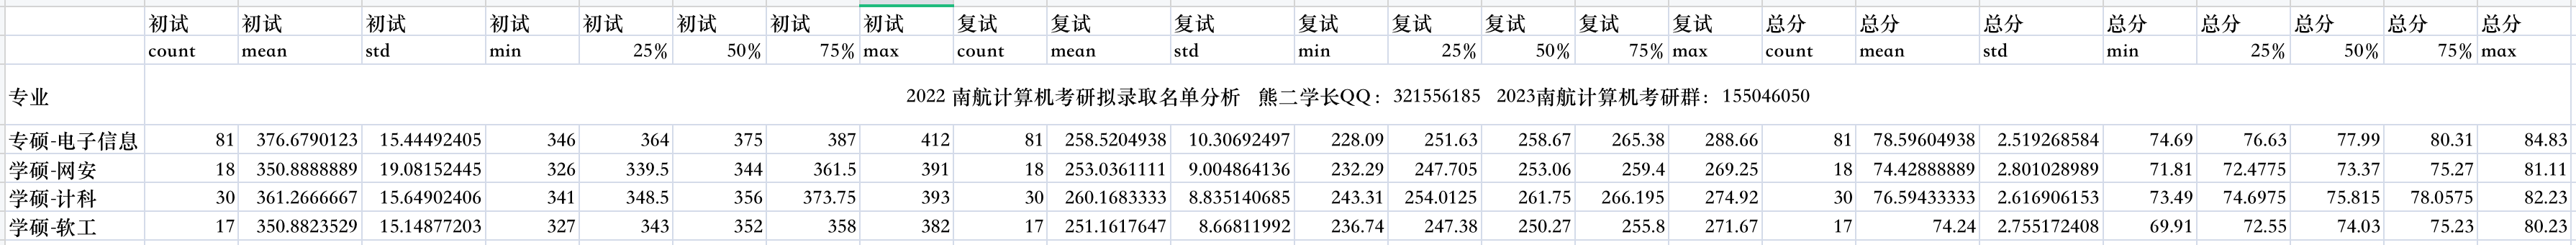 初试 初试 初试 初试 初试 初试 初试 初试 复试 复试 复试 复试 复试 复试 复试 复试 总分 总分 总分 总分 总分 总分 总分 总分
count mean std min 25% 50% 75% max count mean std min 25% 50% 75% max count mean std min 25% 50% 75% max
专业 2022 南航计算机考研拟录取名单分析 熊二学长QQ：321556185 2023南航计算机考研群：155046050
专硕-电子信息 81 376.6790123 15.44492405 346 364 375 387 412 81 258.5204938 10.30692497 228.09 251.63 258.67 265.38 288.66 81 78.59604938 2.519268584 74.69 76.63 77.99 80.31 84.83
学硕-网安 18 350.8888889 19.08152445 326 339.5 344 361.5 391 18 253.0361111 9.004864136 232.29 247.705 253.06 259.4 269.25 18 74.42888889 2.801028989 71.81 72.4775 73.37 75.27 81.11
学硕-计科 30 361.2666667 15.64902406 341 348.5 356 373.75 393 30 260.1683333 8.835140685 243.31 254.0125 261.75 266.195 274.92 30 76.59433333 2.616906153 73.49 74.6975 75.815 78.0575 82.23
学硕-软工 17 350.8823529 15.14877203 327 343 352 358 382 17 251.1617647 8.66811992 236.74 247.38 250.27 255.8 271.67 17 74.24 2.755172408 69.91 72.55 74.03 75.23 80.23